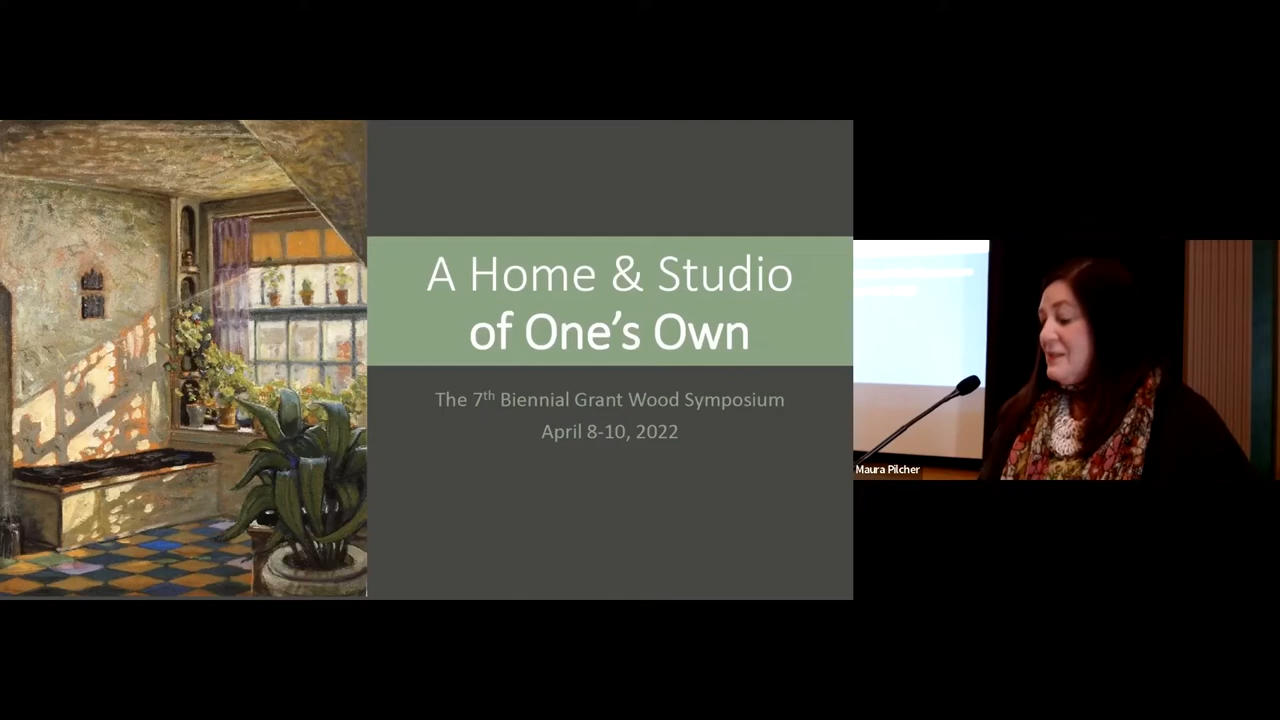 A Home & Studio
of One's Own
The 7th Biennial Grant Wood Symposium
April 8-10, 2022
Maura Pilcher